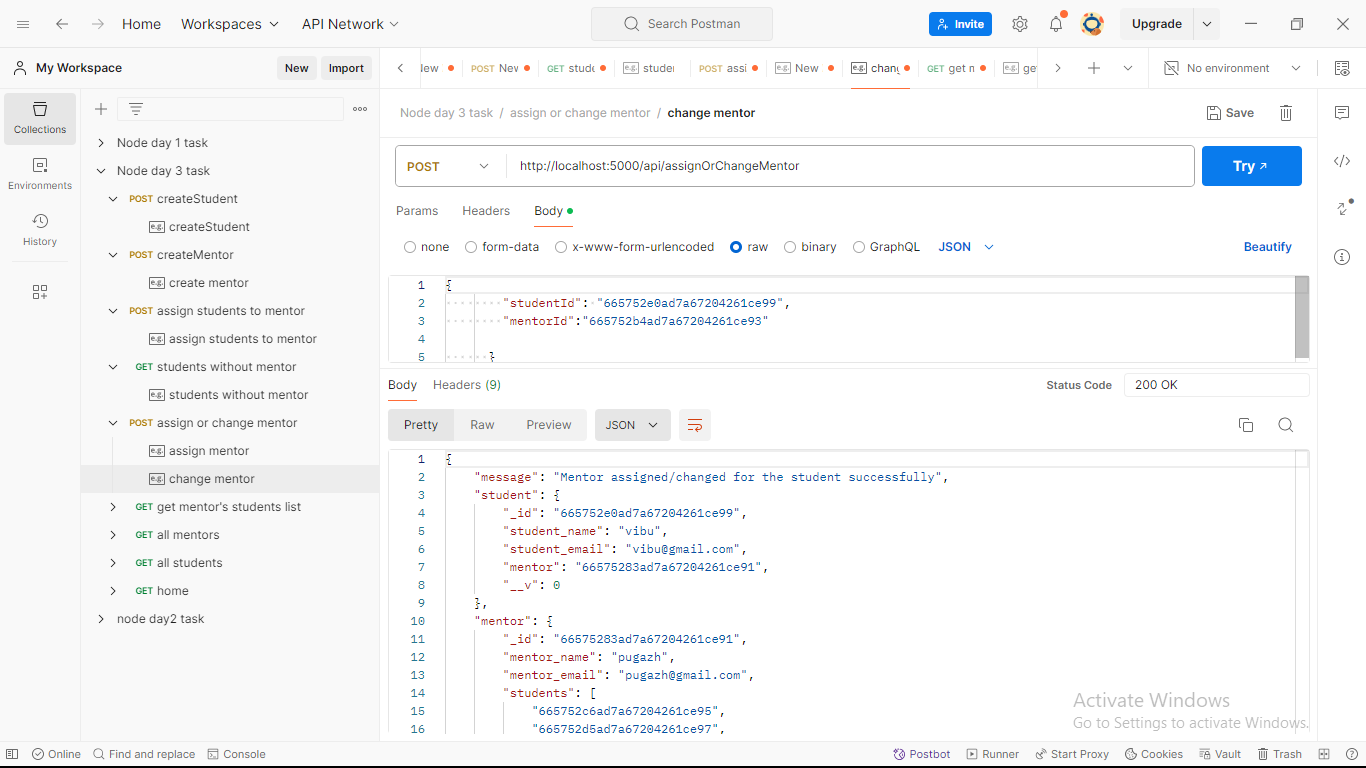 Home Workspaces API Network Search Postman Invite Upgrade
My Workspace New Import
POST New GET stude e.g. studer POST assi e.g. New e.g. chang GET get m e.g. ge No environment
Collections
Environments
History
Node day 1 task
Node day 3 task
POST createStudent
e.g. createStudent
POST createMentor
e.g. create mentor
POST assign students to mentor
e.g. assign students to mentor
GET students without mentor
e.g. students without mentor
POST assign or change mentor
e.g. assign mentor
e.g. change mentor
GET get mentor's students list
GET all mentors
GET all students
GET home
node day2 task
Node day 3 task / assign or change mentor / change mentor Save
POST http://localhost:5000/api/assignOrChangeMentor Try
Params Headers Body
none form-data x-www-form-urlencoded raw binary GraphQL JSON Beautify
1 {
2 "studentId": "665752e0ad7a67204261ce99",
3 "mentorId":"665752b4ad7a67204261ce93"
4
5 }
Body Headers (9) Status Code 200 OK
Pretty Raw Preview JSON
1 {
2 "message": "Mentor assigned/changed for the student successfully",
3 "student": {
4 "_id": "665752e0ad7a67204261ce99",
5 "student_name": "vibu",
6 "student_email": "vibu@gmail.com",
7 "mentor": "66575283ad7a67204261ce91",
8 "__v": 0
9 },
10 "mentor": {
11 "_id": "66575283ad7a67204261ce91",
12 "mentor_name": "pugazh",
13 "mentor_email": "pugazh@gmail.com",
14 "students": [
15 "665752c6ad7a67204261ce95",
16 "665752d5ad7a67204261ce97",
Activate Windows
Go to Settings to activate Windows.
Online Find and replace Console Postbot Runner Start Proxy Cookies Vault Trash